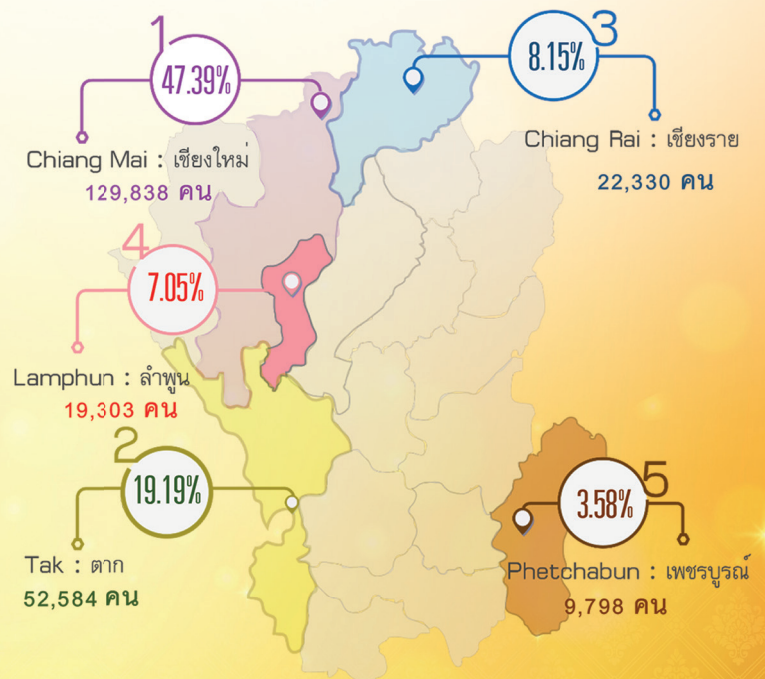 1
47.39%
Chiang Mai : เชียงใหม่
129,838 คน
3
8.15%
Chiang Rai : เชียงราย
22,330 คน
4
7.05%
Lamphun : ลำพูน
19,303 คน
2
19.19%
Tak : ตาก
52,584 คน
5
3.58%
Phetchabun : เพชรบูรณ์
9,798 คน